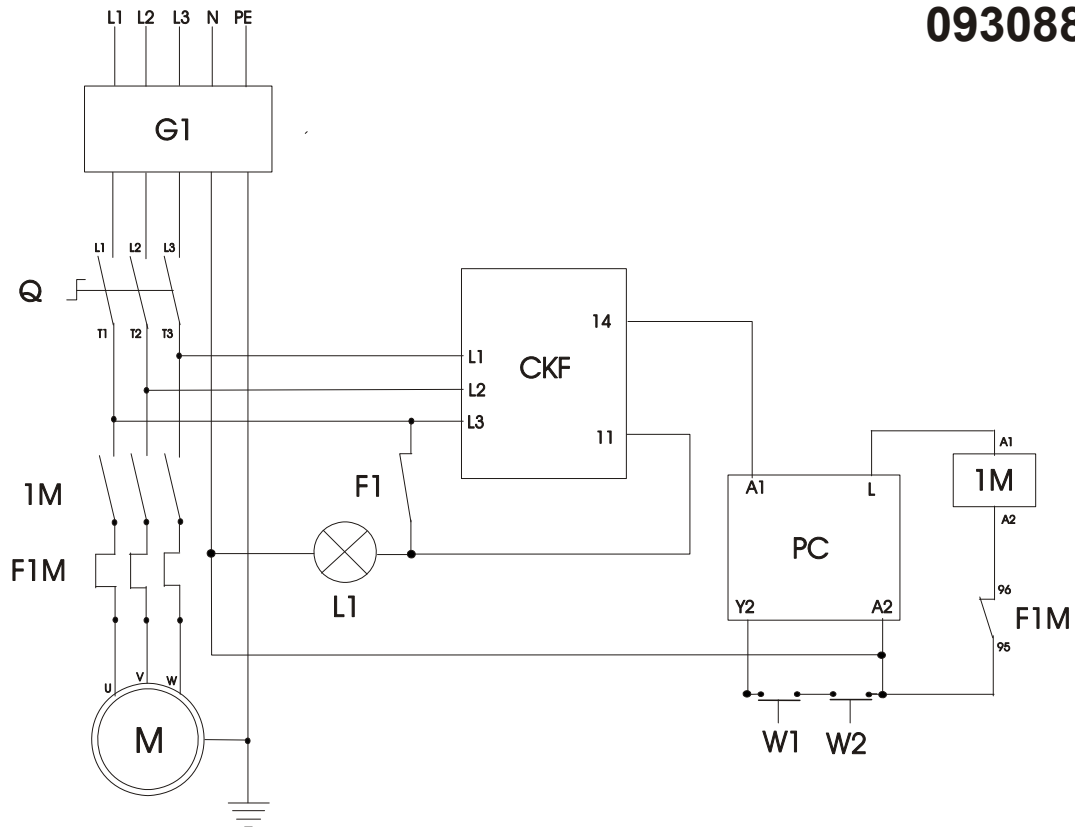 L1 L2 L3 N PE
093088
G1
L1 L2 L3
Q
T1 T2 T3
14
L1
CKF
L2
L3
11
A1
1M
F1
A1 L
1M
A2
PC
F1M
96
L1
Y2 A2
F1M
95
U V W
M
W1 W2